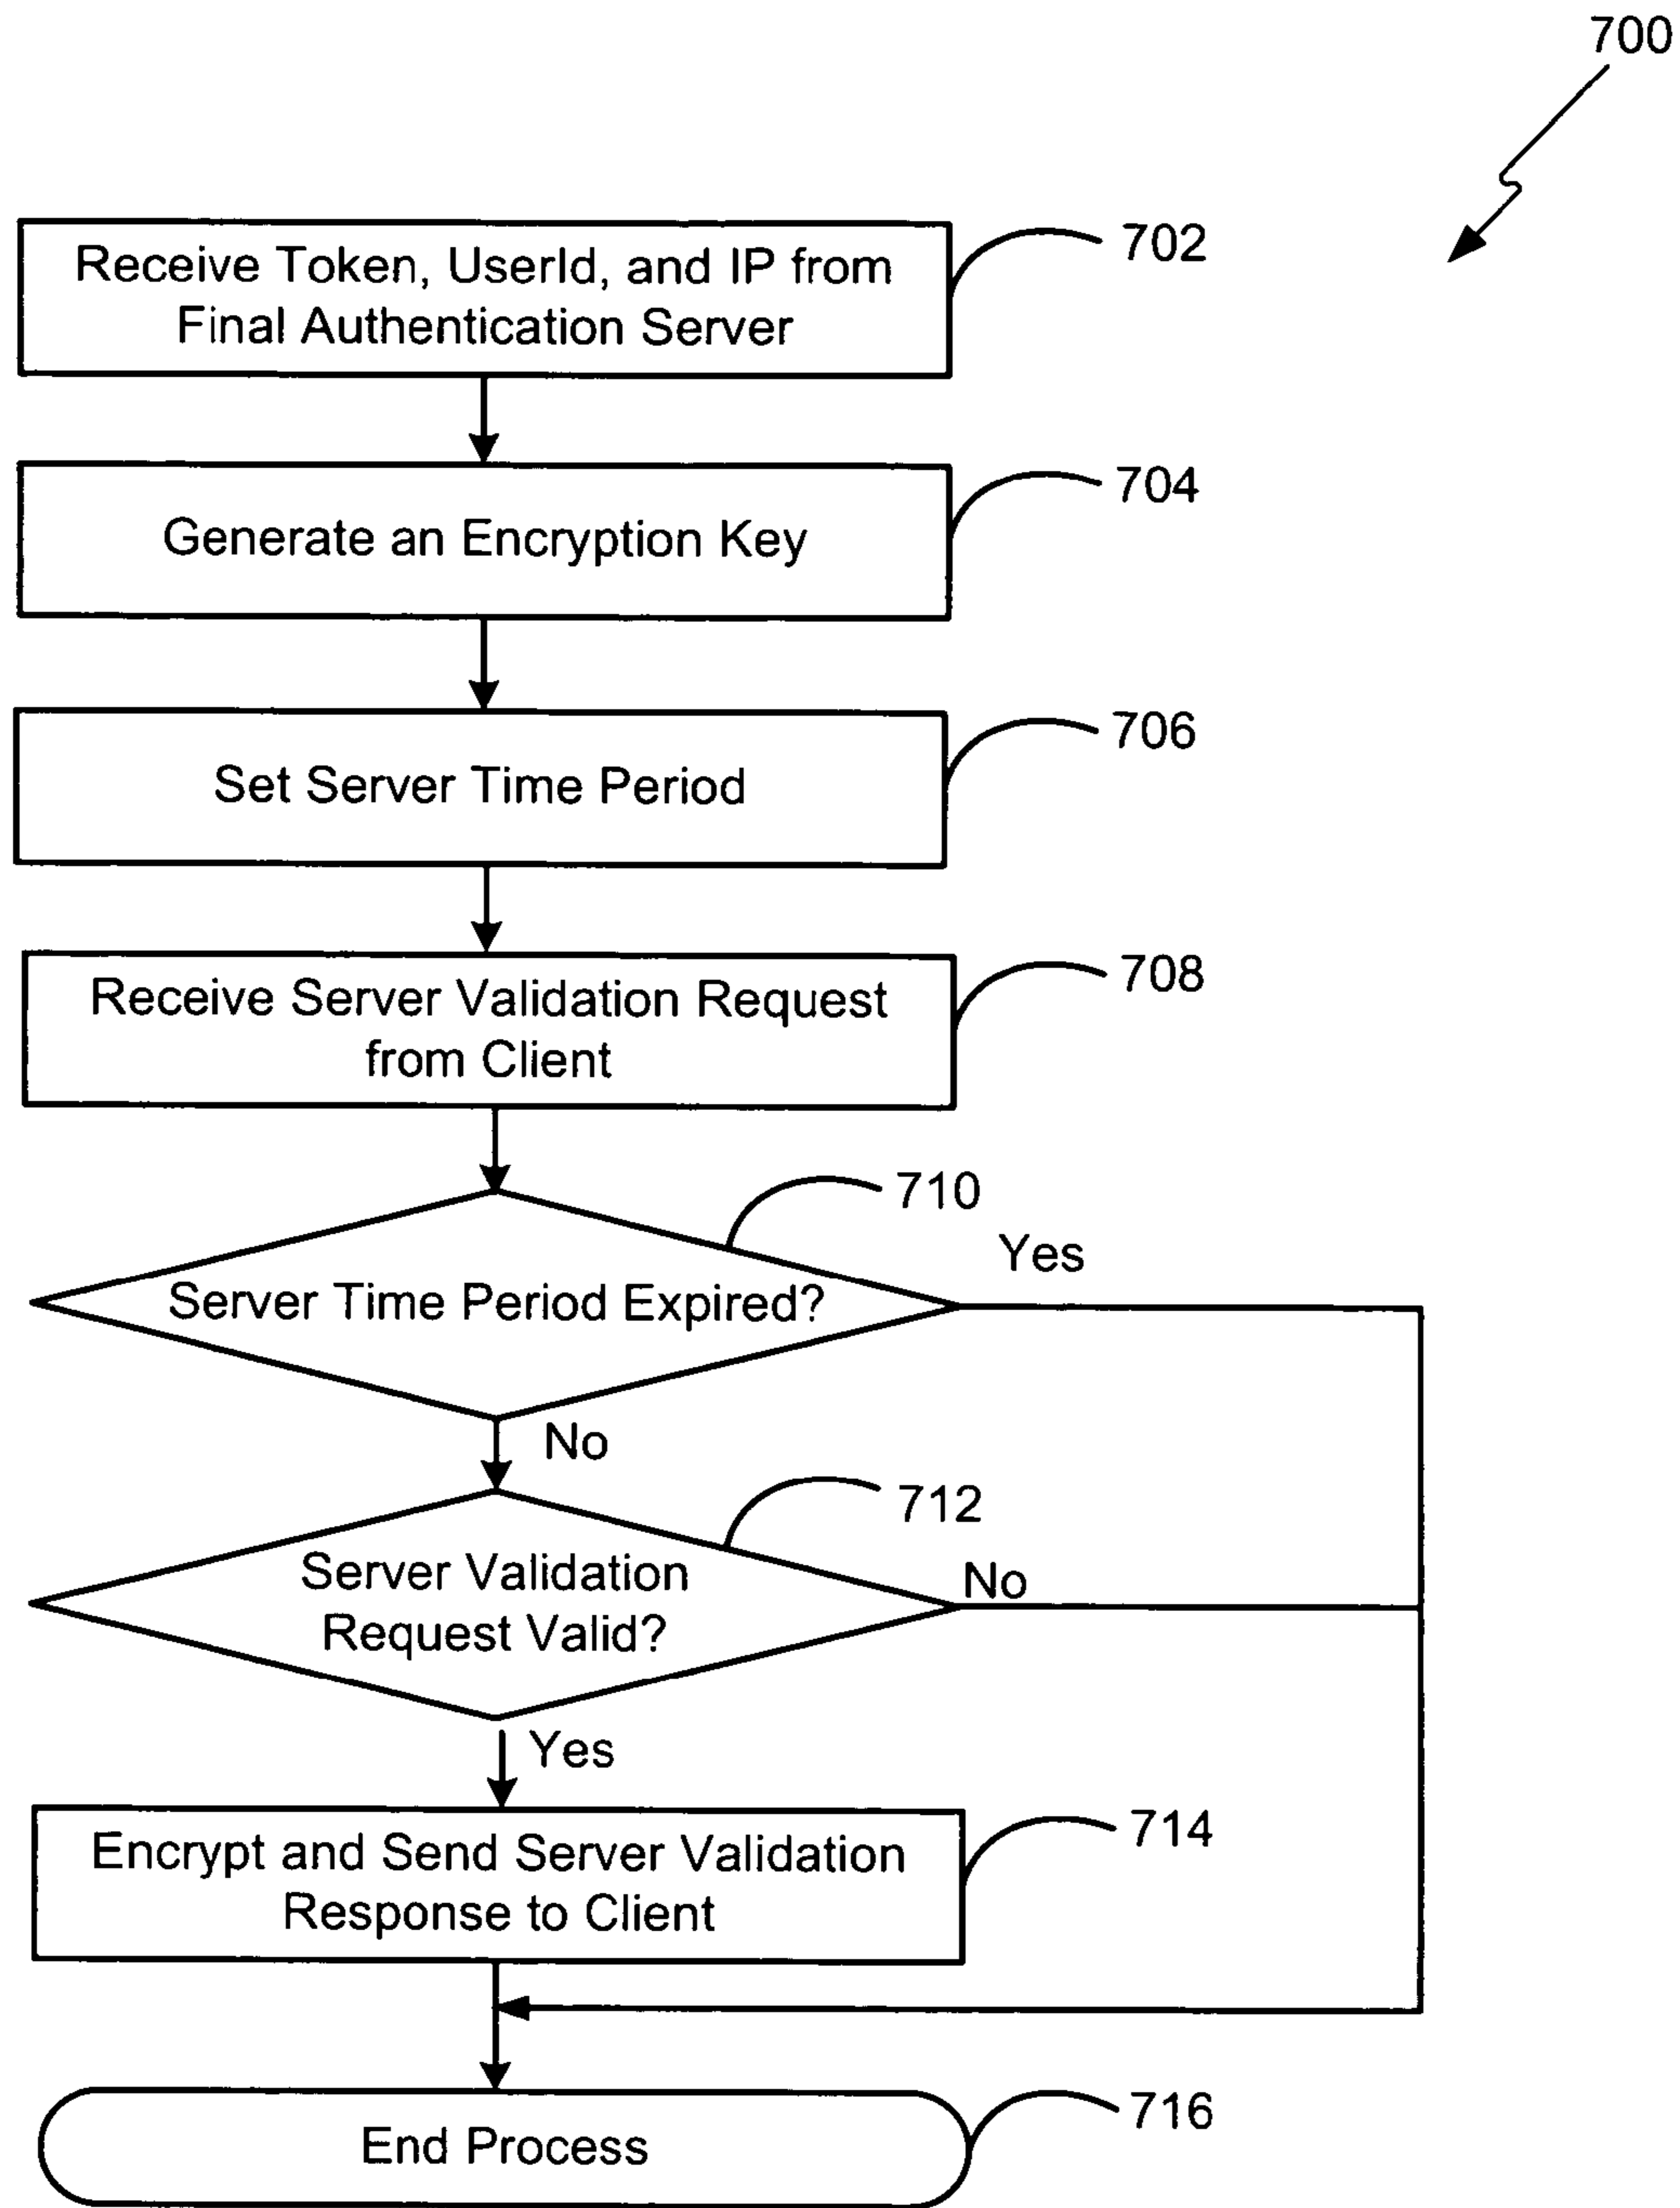 700
Receive Token, UserId, and IP from
Final Authentication Server
702
Generate an Encryption Key
704
Set Server Time Period
706
Receive Server Validation Request
from Client
708
710
Server Time Period Expired?
Yes
No
712
Server Validation
Request Valid?
No
Yes
Encrypt and Send Server Validation
Response to Client
714
End Process
716